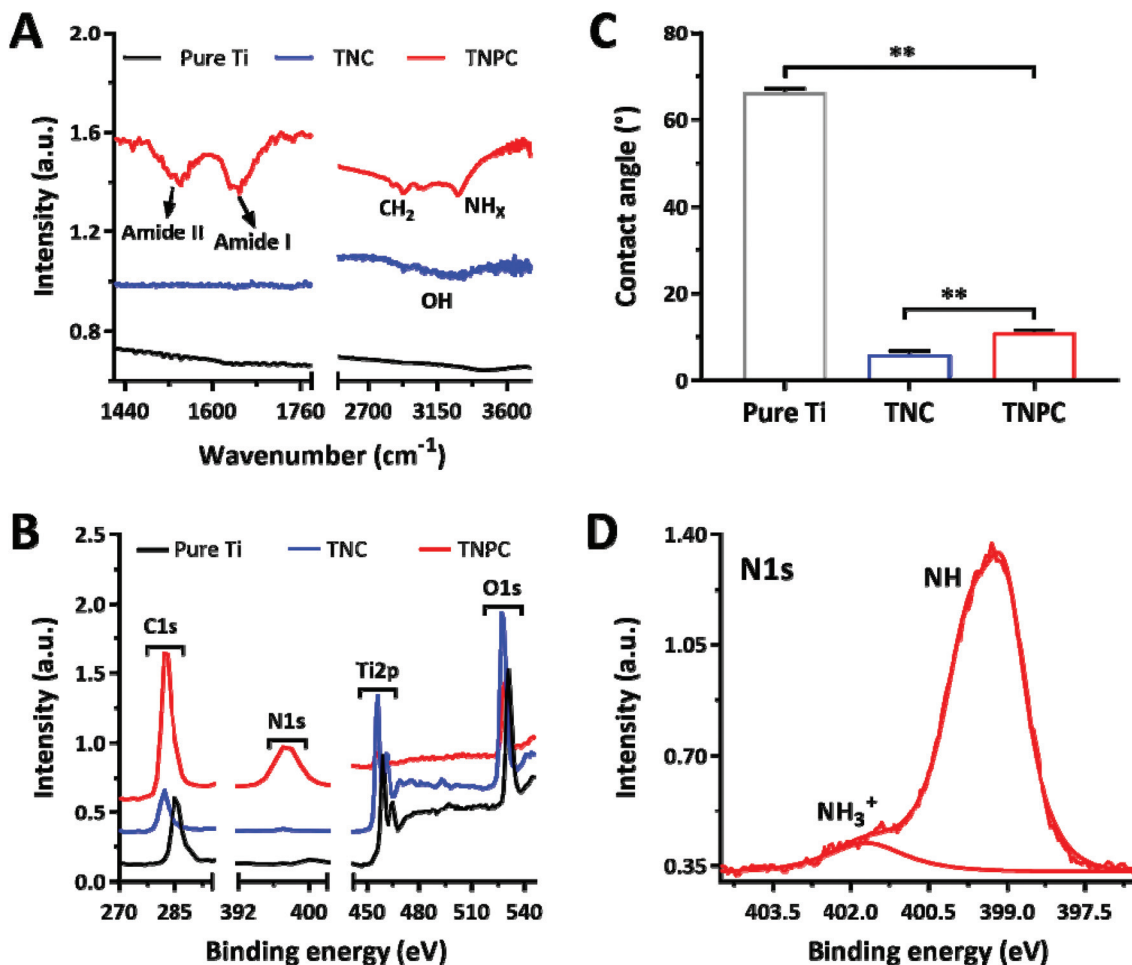 A
Pure Ti TNC TNPC
2.0
1.6
1.2
1.0
0.8
Intensity (a.u.)
Amide II
Amide I
CH₂
NHₓ
OH
1440 1600 1760 2700 3150 3600
Wavenumber (cm⁻¹)
C
80
60
40
20
0
Contact angle (°)
**
**
Pure Ti TNC TNPC
B
Pure Ti TNC TNPC
2.5
2.0
1.5
1.0
0.5
0.0
Intensity (a.u.)
C1s
N1s
Ti2p
O1s
270 285 392 400 450 480 510 540
Binding energy (eV)
D
N1s
1.40
1.05
0.70
0.35
Intensity (a.u.)
NH
NH₃⁺
403.5 402.0 400.5 399.0 397.5
Binding energy (eV)